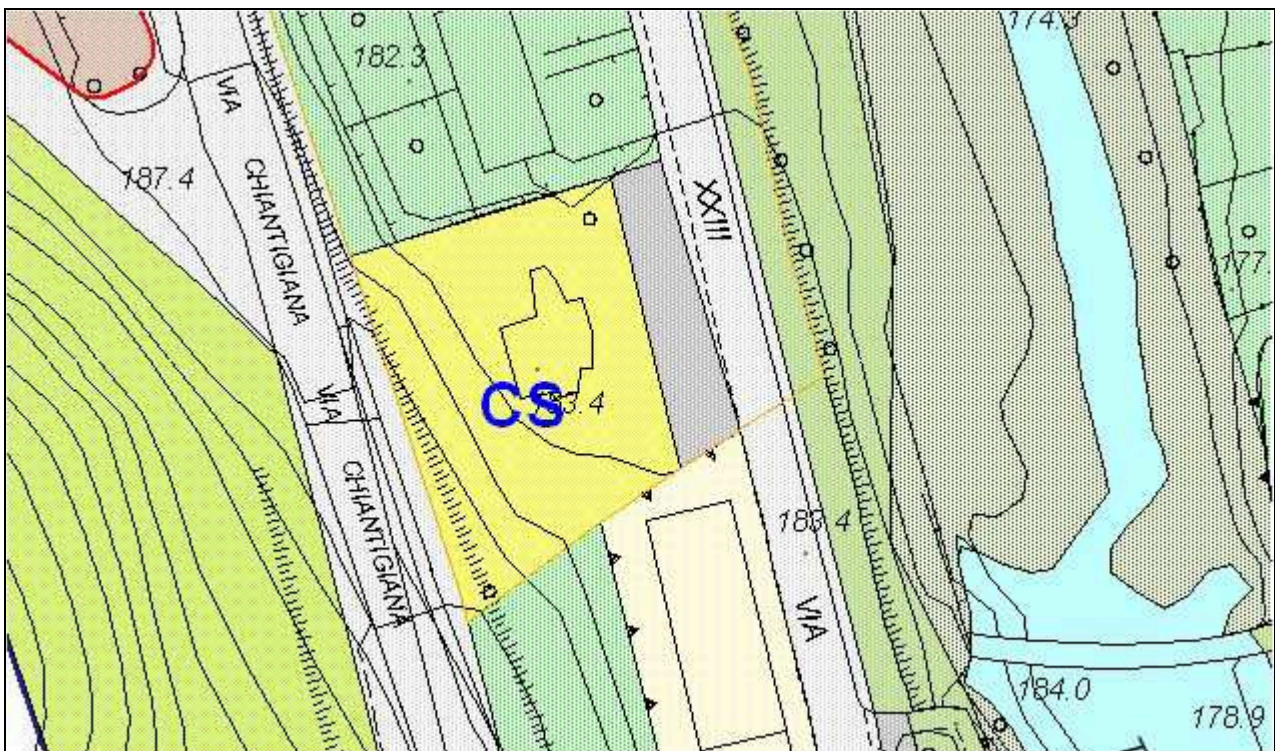 174.3
182.3
VIA
187.4
CHIANTIGIANA
XXIII
177.
VIA
CS
183.4
CHIANTIGIANA
VIA
184.0
178.9